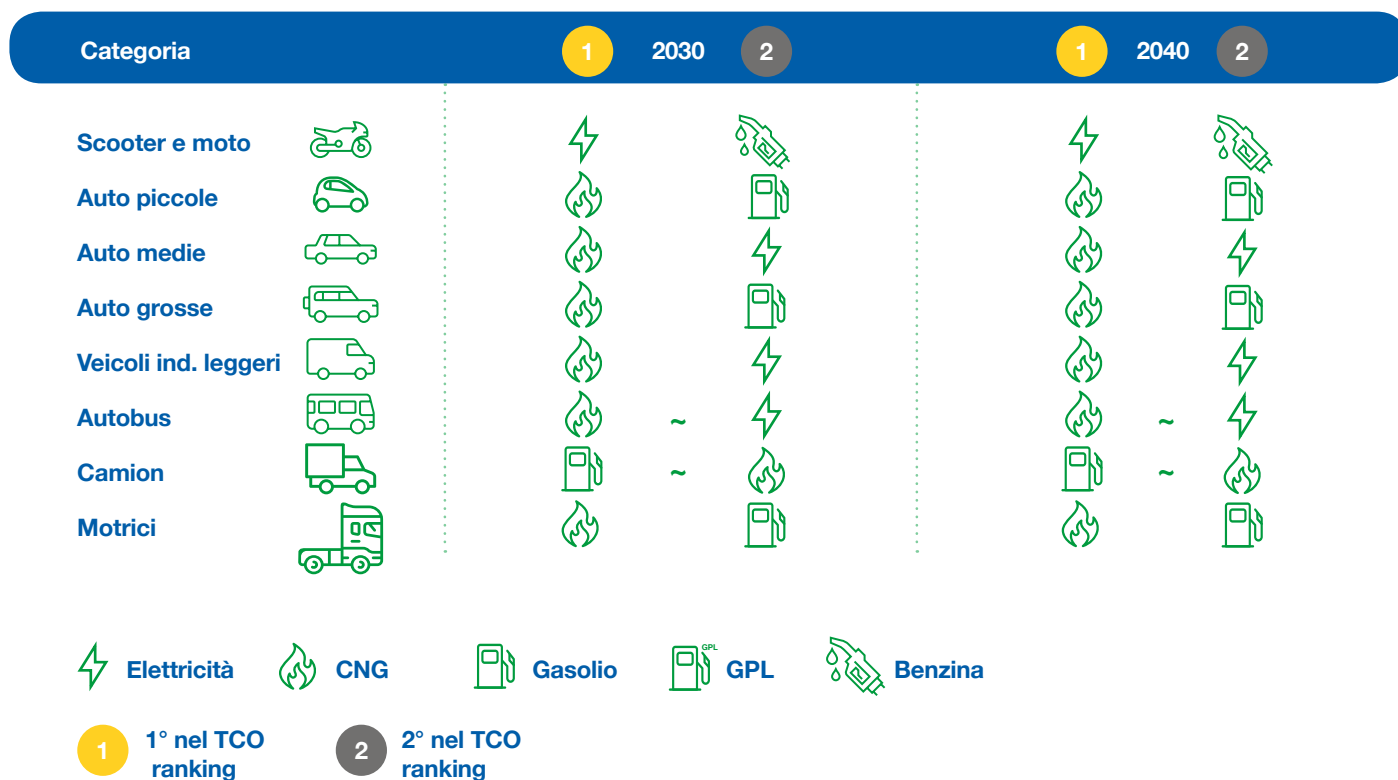 Categoria 1 2030 2 1 2040 2
Scooter e moto
Auto piccole
Auto medie
Auto grosse
Veicoli ind. leggeri
Autobus ~ ~
Camion ~ ~
Motrici
Elettricità CNG Gasolio GPL GPL Benzina
1 1° nel TCO
ranking
2 2° nel TCO
ranking